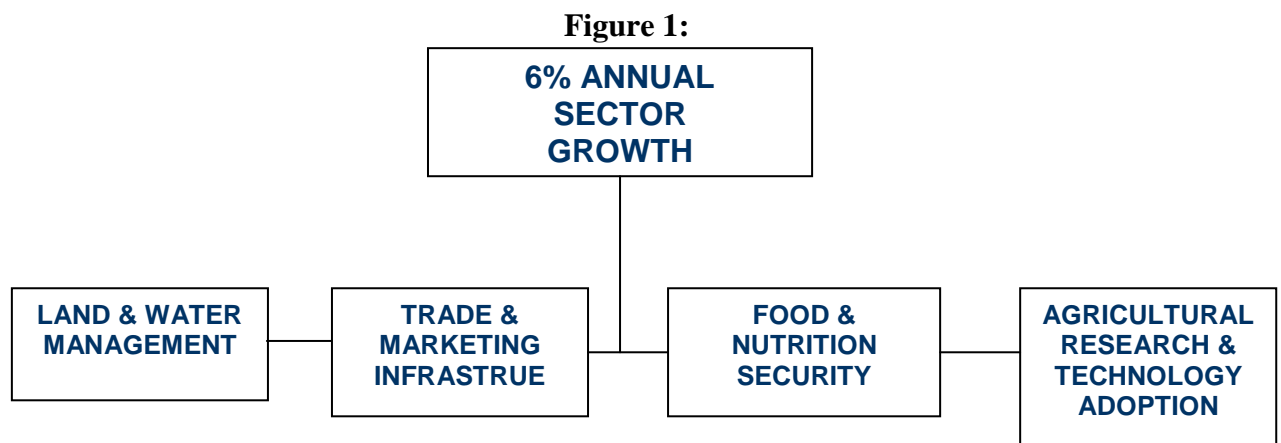 Figure 1:
6% ANNUAL
SECTOR
GROWTH
LAND & WATER
MANAGEMENT
TRADE &
MARKETING
INFRASTRUE
FOOD &
NUTRITION
SECURITY
AGRICULTURAL
RESEARCH &
TECHNOLOGY
ADOPTION